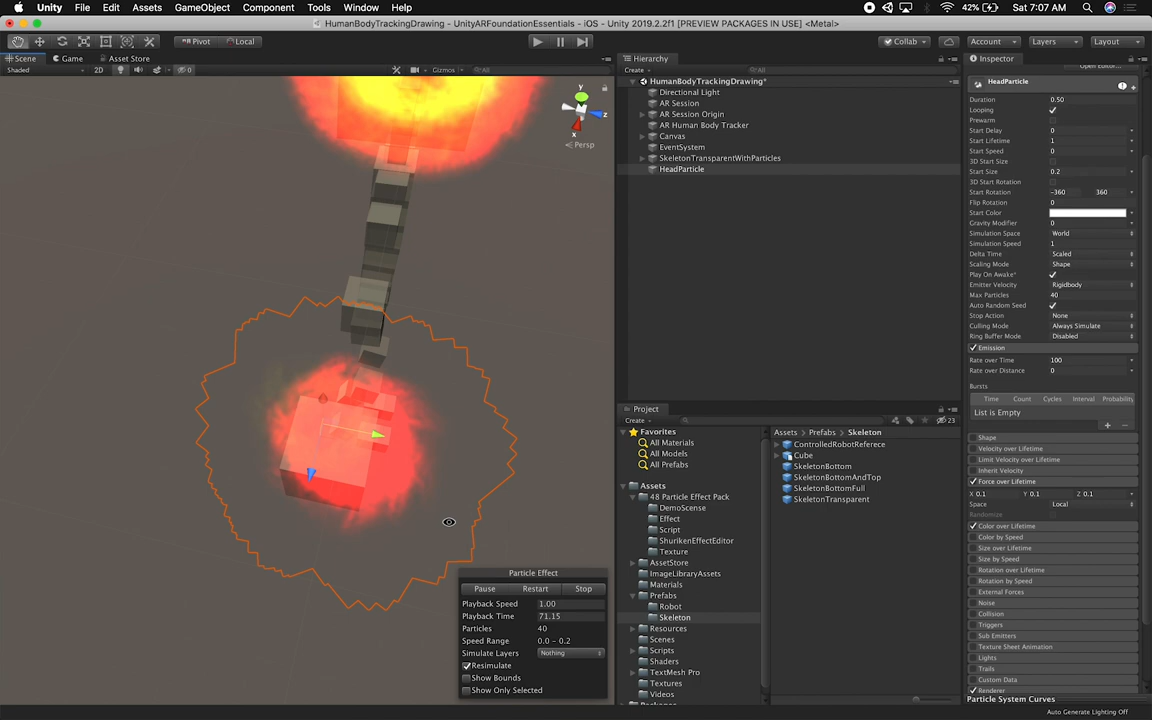 Unity File Edit Assets GameObject Component Tools Window Help 42% Sat 7:07 AM
HumanBodyTrackingDrawing - UnityARFoundationEssentials - iOS - Unity 2019.2.2f1 [PREVIEW PACKAGES IN USE] <Metal>
Pivot Local Collab Account Layers Layout
Scene Game Asset Store
Shaded 2D 0 Gizmos All
y
z
x
Persp
Hierarchy
Create All
HumanBodyTrackingDrawing*
Directional Light
AR Session
AR Session Origin
AR Human Body Tracker
Canvas
EventSystem
SkeletonTransparentWithParticles
HeadParticle
Inspector
Open Editor...
HeadParticle
Duration 0.50
Looping
Prewarm
Start Delay 0
Start Lifetime 1
Start Speed 0
3D Start Size
Start Size 0.2
3D Start Rotation
Start Rotation -360 360
Flip Rotation 0
Start Color
Gravity Modifier 0
Simulation Space World
Simulation Speed 1
Delta Time Scaled
Scaling Mode Shape
Play On Awake*
Emitter Velocity Rigidbody
Max Particles 40
Auto Random Seed
Stop Action None
Culling Mode Always Simulate
Ring Buffer Mode Disabled
Emission
Rate over Time 100
Rate over Distance 0
Bursts
Time Count Cycles Interval Probability
List is Empty
Shape
Velocity over Lifetime
Limit Velocity over Lifetime
Inherit Velocity
Force over Lifetime
X 0.1 Y 0.1 Z 0.1
Space Local
Randomize
Color over Lifetime
Color by Speed
Size over Lifetime
Size by Speed
Rotation over Lifetime
Rotation by Speed
External Forces
Noise
Collision
Triggers
Sub Emitters
Texture Sheet Animation
Lights
Trails
Custom Data
Renderer
Particle System Curves
Auto Generate Lighting Off
Project
Create 23
Favorites
All Materials
All Models
All Prefabs
Assets
48 Particle Effect Pack
DemoScense
Effect
Script
ShurikenEffectEditor
Texture
AssetStore
ImageLibraryAssets
Materials
Prefabs
Robot
Skeleton
Resources
Scenes
Scripts
Shaders
TextMesh Pro
Textures
Videos
Assets Prefabs Skeleton
ControlledRobotReferece
Cube
SkeletonBottom
SkeletonBottomAndTop
SkeletonBottomFull
SkeletonTransparent
Particle Effect
Pause Restart Stop
Playback Speed 1.00
Playback Time 71.15
Particles 40
Speed Range 0.0 - 0.2
Simulate Layers Nothing
Resimulate
Show Bounds
Show Only Selected